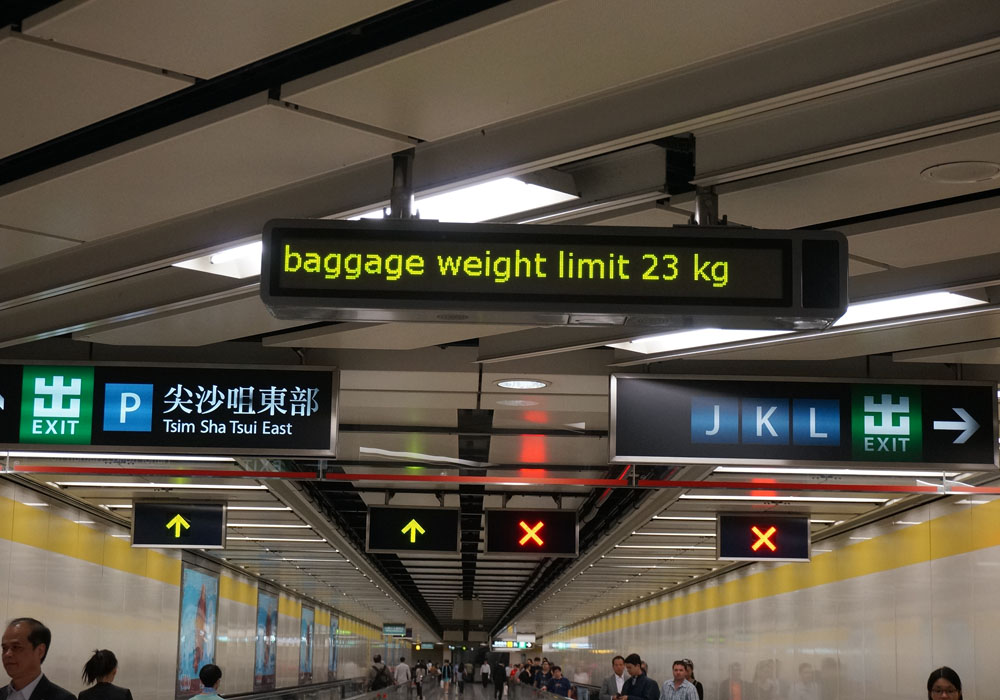 baggage weight limit 23 kg
出 EXIT
P
尖沙咀東部
Tsim Sha Tsui East
J K L
出 EXIT